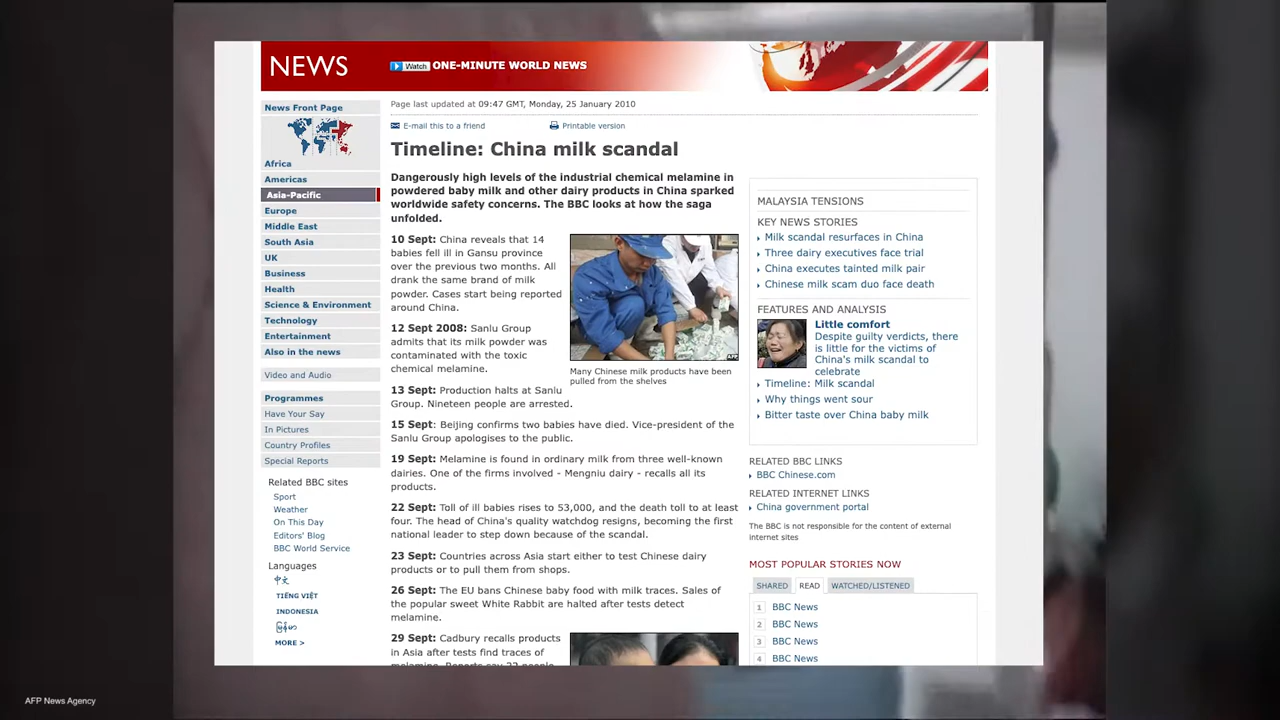 NEWS
Watch ONE-MINUTE WORLD NEWS
News Front Page
Africa
Americas
Asia-Pacific
Europe
Middle East
South Asia
UK
Business
Health
Science & Environment
Technology
Entertainment
Also in the news
Video and Audio
Programmes
Have Your Say
In Pictures
Country Profiles
Special Reports
Related BBC sites
Sport
Weather
On This Day
Editors' Blog
BBC World Service
Languages
中文
TIẾNG VIỆT
INDONESIA
မြန်မာ
MORE >
Page last updated at 09:47 GMT, Monday, 25 January 2010
E-mail this to a friend
Printable version
Timeline: China milk scandal
Dangerously high levels of the industrial chemical melamine in
powdered baby milk and other dairy products in China sparked
worldwide safety concerns. The BBC looks at how the saga
unfolded.
10 Sept: China reveals that 14
babies fell ill in Gansu province
over the previous two months. All
drank the same brand of milk
powder. Cases start being reported
around China.
12 Sept 2008: Sanlu Group
admits that its milk powder was
contaminated with the toxic
chemical melamine.
AFP
Many Chinese milk products have been
pulled from the shelves
13 Sept: Production halts at Sanlu
Group. Nineteen people are arrested.
15 Sept: Beijing confirms two babies have died. Vice-president of the
Sanlu Group apologises to the public.
19 Sept: Melamine is found in ordinary milk from three well-known
dairies. One of the firms involved - Mengniu dairy - recalls all its
products.
22 Sept: Toll of ill babies rises to 53,000, and the death toll to at least
four. The head of China's quality watchdog resigns, becoming the first
national leader to step down because of the scandal.
23 Sept: Countries across Asia start either to test Chinese dairy
products or to pull them from shops.
26 Sept: The EU bans Chinese baby food with milk traces. Sales of
the popular sweet White Rabbit are halted after tests detect
melamine.
29 Sept: Cadbury recalls products
in Asia after tests find traces of
melamine. Reports say 22 people
MALAYSIA TENSIONS
KEY NEWS STORIES
Milk scandal resurfaces in China
Three dairy executives face trial
China executes tainted milk pair
Chinese milk scam duo face death
FEATURES AND ANALYSIS
Little comfort
Despite guilty verdicts, there
is little for the victims of
China's milk scandal to
celebrate
Timeline: Milk scandal
Why things went sour
Bitter taste over China baby milk
RELATED BBC LINKS
BBC Chinese.com
RELATED INTERNET LINKS
China government portal
The BBC is not responsible for the content of external
internet sites
MOST POPULAR STORIES NOW
SHARED READ WATCHED/LISTENED
1 BBC News
2 BBC News
3 BBC News
4 BBC News
AFP News Agency